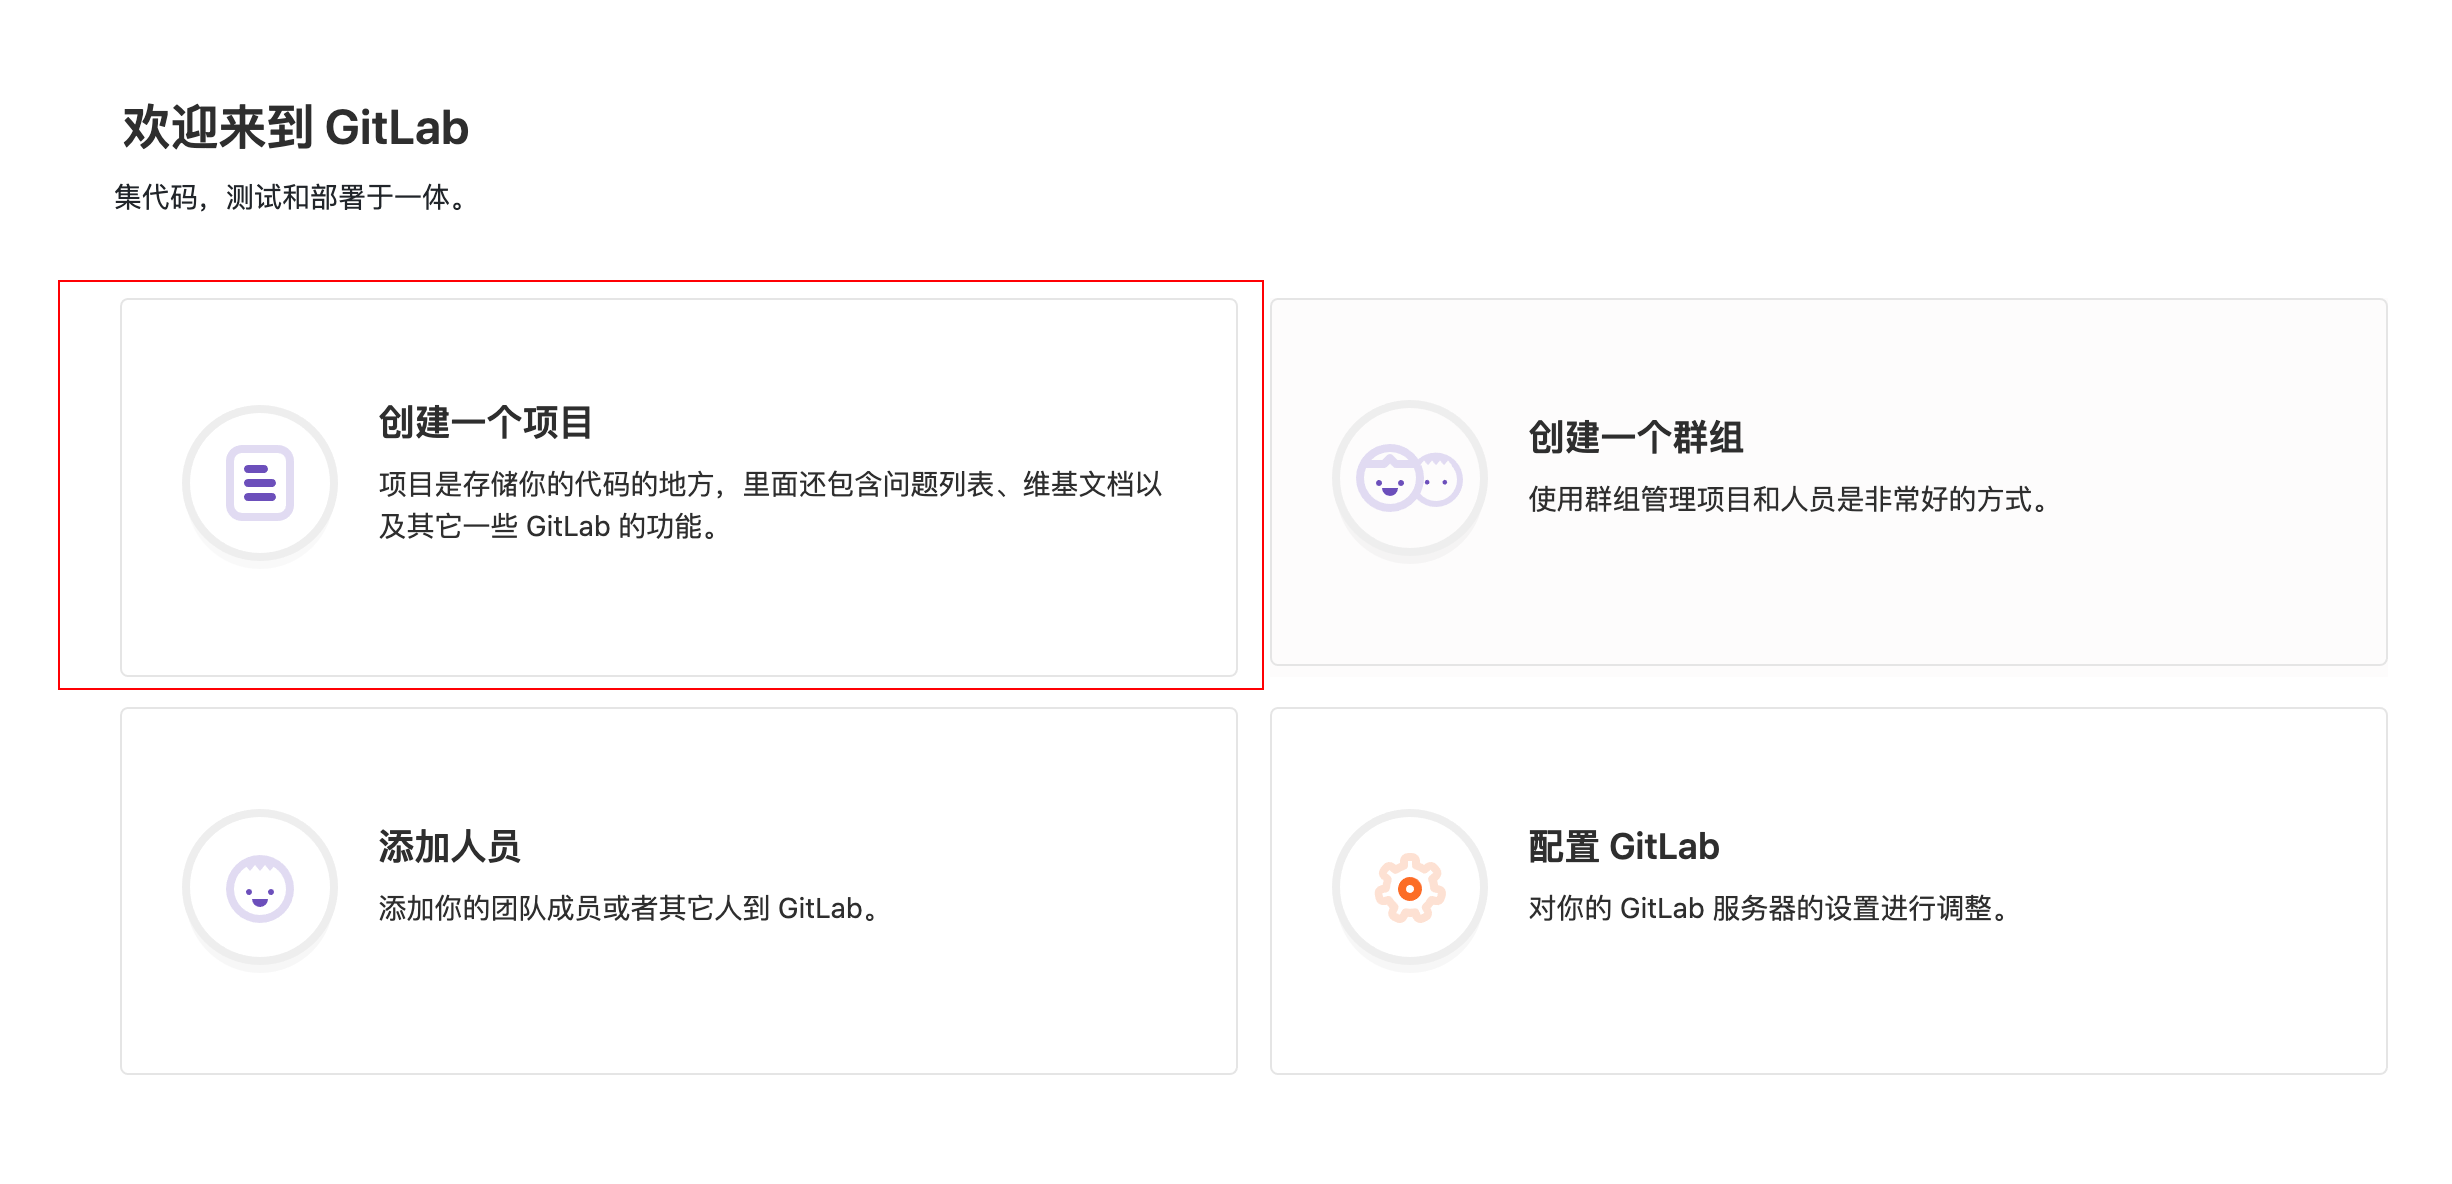 欢迎来到 GitLab
集代码，测试和部署于一体。
创建一个项目
项目是存储你的代码的地方，里面还包含问题列表、维基文档以
及其它一些 GitLab 的功能。
创建一个群组
使用群组管理项目和人员是非常好的方式。
添加人员
添加你的团队成员或者其它人到 GitLab。
配置 GitLab
对你的 GitLab 服务器的设置进行调整。